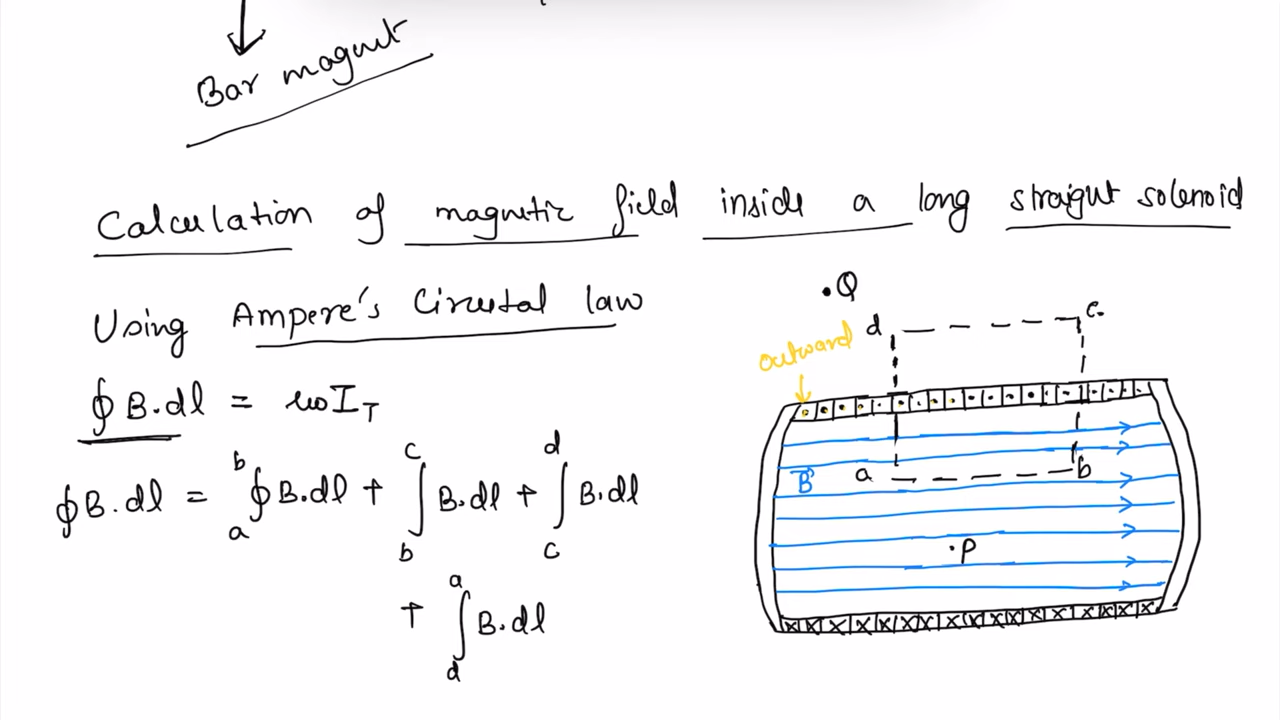 Bar magnet
Calculation of magnetic field inside a long straight solenoid
Using Ampere's Circuital law
∮ B.dl = μ₀I_T
∮ B.dl = ₐᵇ∮ B.dl + ∫_b^c B.dl + ∫_c^d B.dl
+ ∫_d^a B.dl
.Q
d c.
outward
B⃗ a b
.P
x x x x x x x x x x x x x x x x x